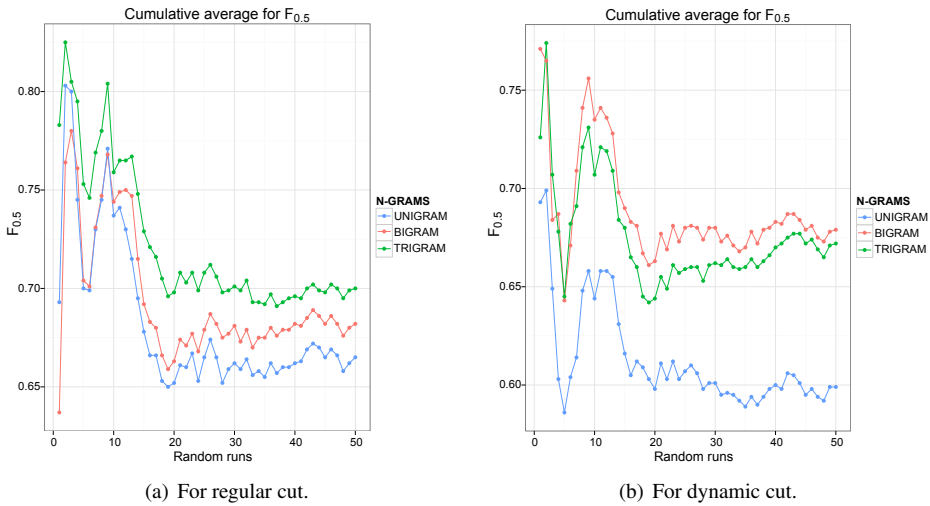 Cumulative average for F0.5
0.80
0.75
0.70
0.65
F0.5
0 10 20 30 40 50
Random runs
N-GRAMS
UNIGRAM
BIGRAM
TRIGRAM
(a) For regular cut.
Cumulative average for F0.5
0.75
0.70
0.65
0.60
F0.5
0 10 20 30 40 50
Random runs
N-GRAMS
UNIGRAM
BIGRAM
TRIGRAM
(b) For dynamic cut.